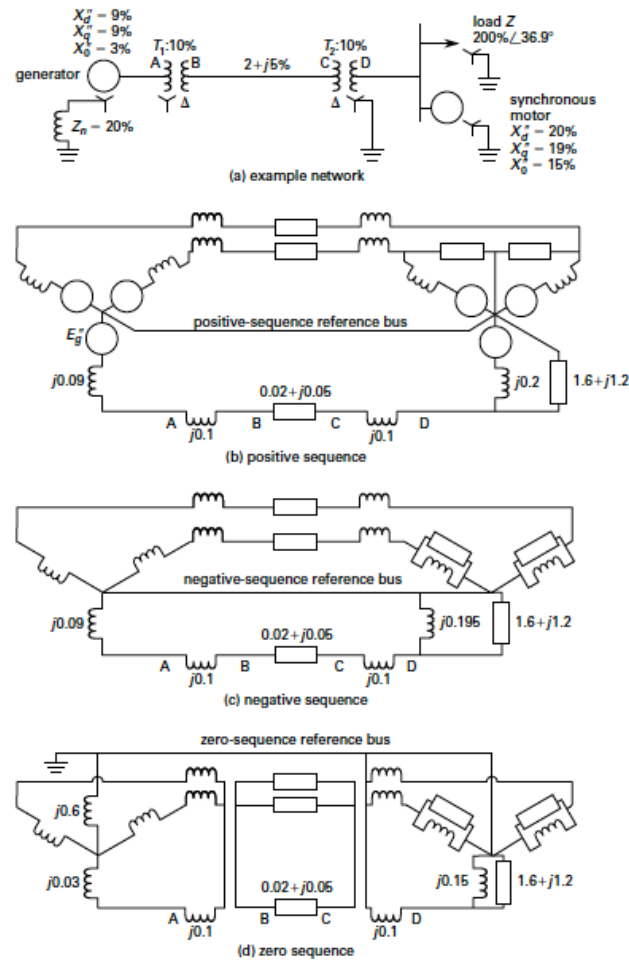 X″d – 9%
X″q – 9%
X″0 – 3%
generator
Zn – 20%
T1:10%
A B
Δ
2+j5%
T2:10%
C D
Δ
load Z
200%∠36.9°
synchronous
motor
X″d – 20%
X″q – 19%
X″0 – 15%
(a) example network
positive-sequence reference bus
E″g
j0.09
j0.2
1.6+j1.2
0.02+j0.05
A B C D
j0.1 j0.1
(b) positive sequence
negative-sequence reference bus
j0.09
j0.195
1.6+j1.2
0.02+j0.05
A B C D
j0.1 j0.1
(c) negative sequence
zero-sequence reference bus
j0.6
j0.03
j0.15
1.6+j1.2
0.02+j0.05
A B C D
j0.1 j0.1
(d) zero sequence